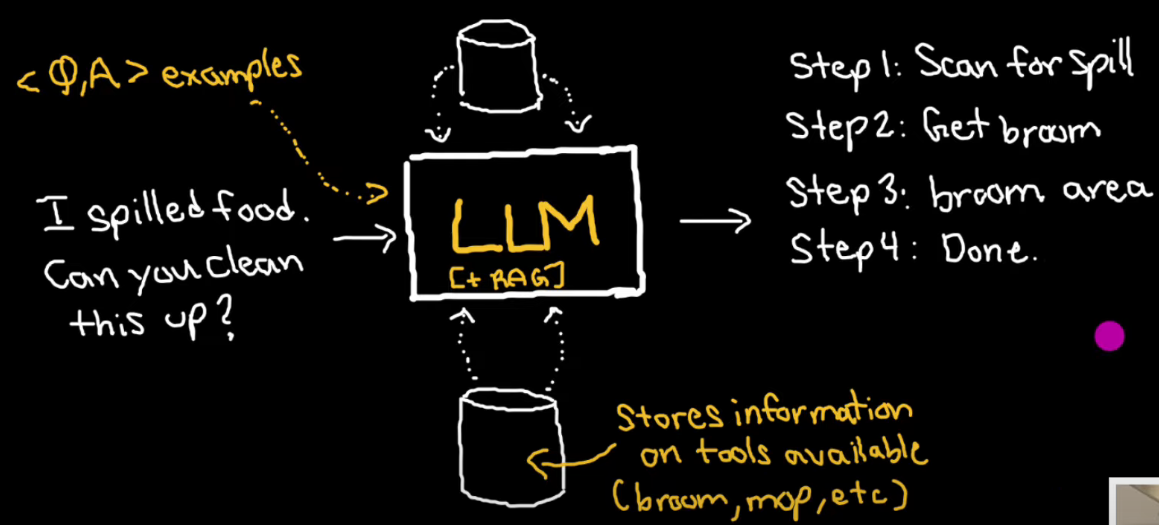 <Q,A> examples
I spilled food.
Can you clean
this up?
LLM
[+ RAG]
Step 1: Scan for spill
Step 2: Get broom
Step 3: broom area
Step 4: Done.
Stores information
on tools available
(broom, mop, etc)